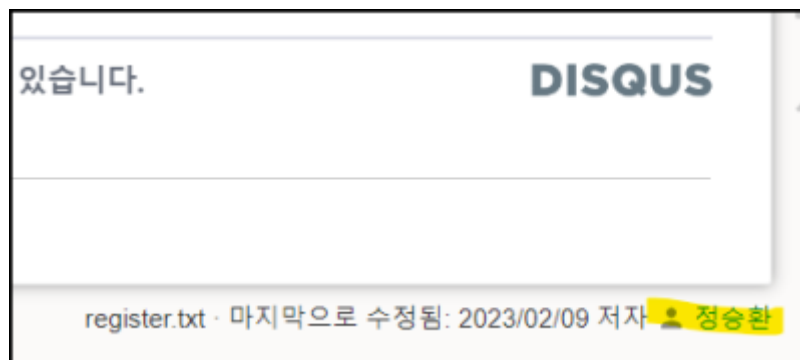 있습니다.
DISQUS
register.txt · 마지막으로 수정됨: 2023/02/09 저자 정승환